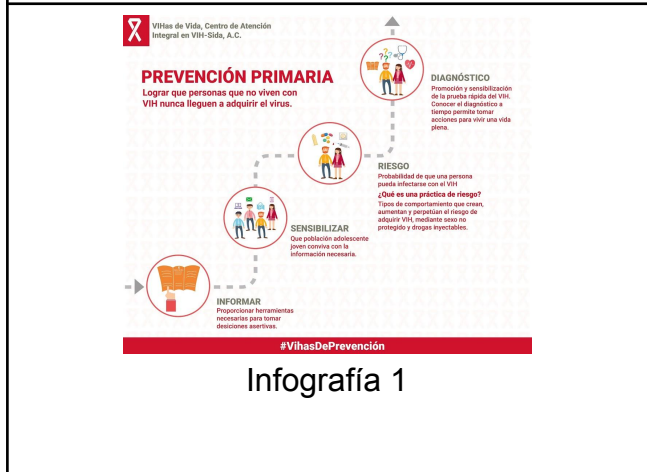 VIHas de Vida, Centro de Atención
Integral en VIH-Sida, A.C.
PREVENCIÓN PRIMARIA
Lograr que personas que no viven con
VIH nunca lleguen a adquirir el virus.
DIAGNÓSTICO
Promoción y sensibilización
de la prueba rápida del VIH.
Conocer el diagnóstico a
tiempo permite tomar
acciones para vivir una vida
plena.
RIESGO
Probabilidad de que una persona
pueda infectarse con el VIH
¿Qué es una práctica de riesgo?
Tipos de comportamiento que crean,
aumentan y perpetúan el riesgo de
adquirir VIH, mediante sexo no
protegido y drogas inyectables.
SENSIBILIZAR
Que población adolescente
joven conviva con la
información necesaria.
INFORMAR
Proporcionar herramientas
necesarias para tomar
desiciones asertivas.
#VihasDePrevención
Infografía 1